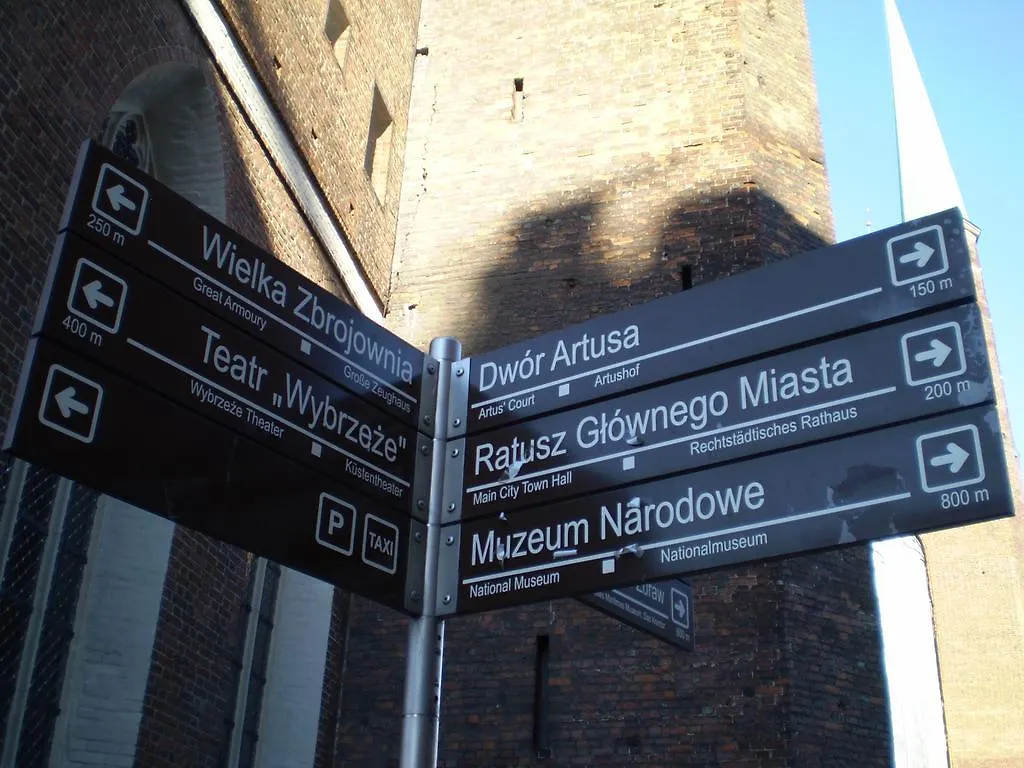 250 m
Wielka Zbrojownia
Great Armoury
Große Zeughaus
400 m
Teatr „Wybrzeże"
Wybrzeże Theater
Küstentheater
P TAXI
Dwór Artusa
150 m
Artus' Court
Artushof
Ratusz Głównego Miasta
200 m
Main City Town Hall
Rechtstädtisches Rathaus
Muzeum Narodowe
800 m
National Museum
Nationalmuseum